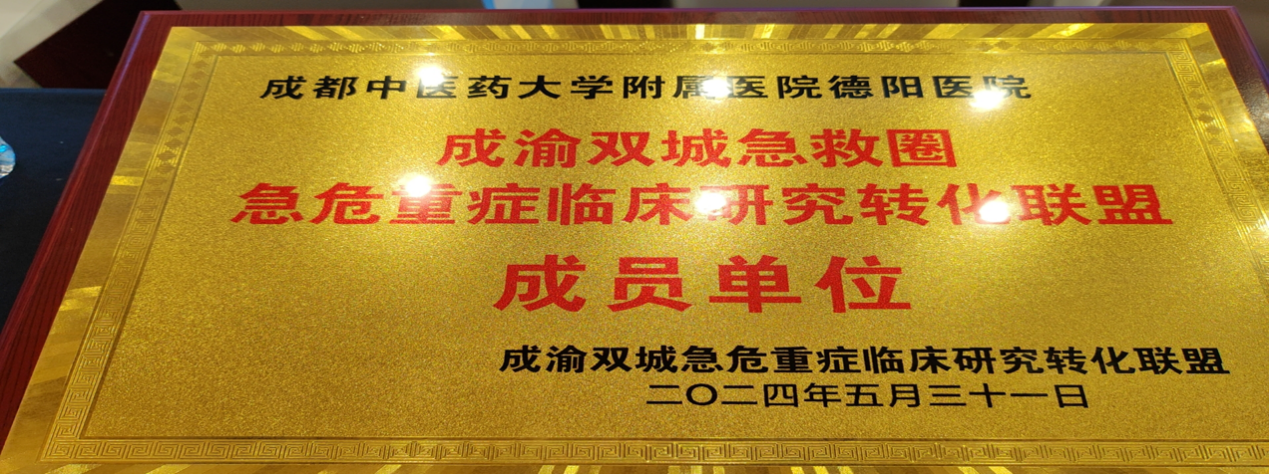 成都中医药大学附属医院德阳医院
成渝双城急救圈
急危重症临床研究转化联盟
成员单位
成渝双城急危重症临床研究转化联盟
二〇二四年五月三十一日